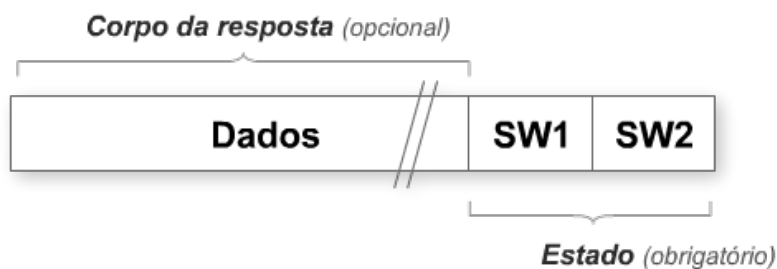 Corpo da resposta (opcional)
Dados SW1 SW2
Estado (obrigatório)